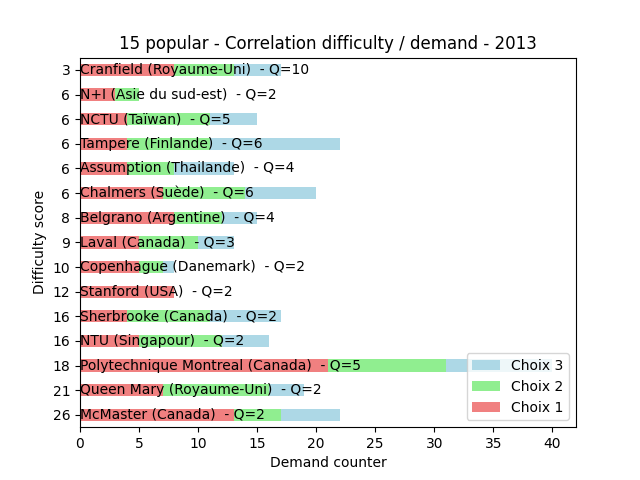 15 popular - Correlation difficulty / demand - 2013
3 Cranfield (Royaume-Uni) - Q=10
6 N+I (Asie du sud-est) - Q=2
6 NCTU (Taïwan) - Q=5
6 Tampere (Finlande) - Q=6
6 Assumption (Thailande) - Q=4
6 Chalmers (Suède) - Q=6
8 Belgrano (Argentine) - Q=4
9 Laval (Canada) - Q=3
10 Copenhague (Danemark) - Q=2
12 Stanford (USA) - Q=2
16 Sherbrooke (Canada) - Q=2
16 NTU (Singapour) - Q=2
18 Polytechnique Montreal (Canada) - Q=5
21 Queen Mary (Royaume-Uni) - Q=2
26 McMaster (Canada) - Q=2
Difficulty score
Choix 3
Choix 2
Choix 1
0 5 10 15 20 25 30 35 40
Demand counter